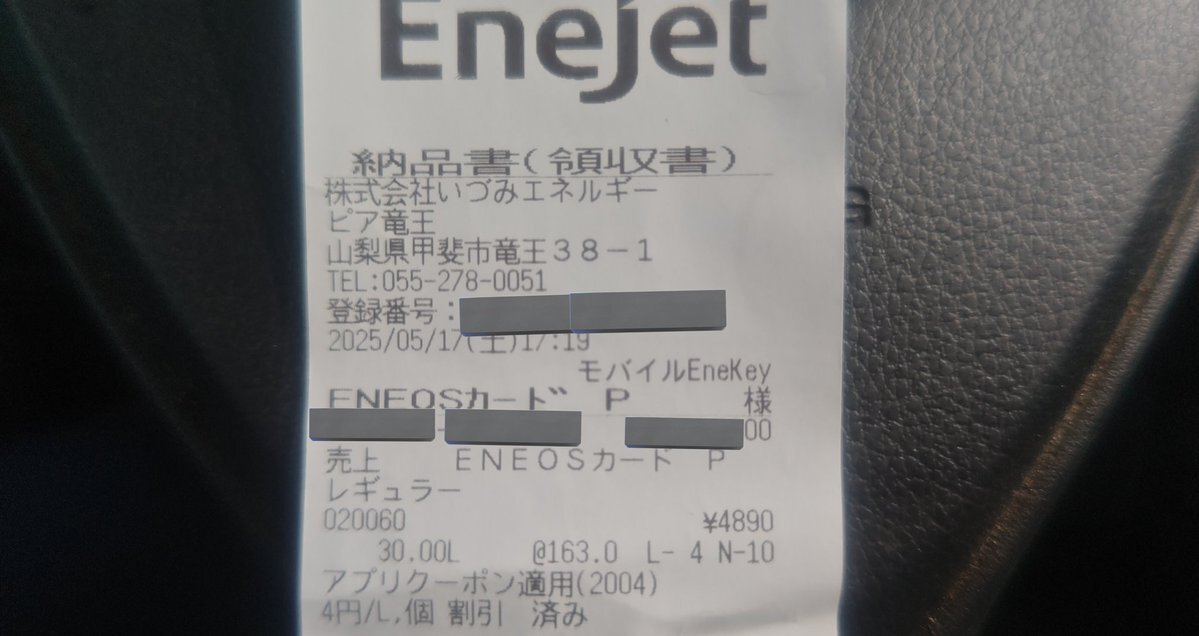 Enejet
納品書(領収書)
株式会社いづみエネルギー
ピア竜王
山梨県甲斐市竜王38-1
TEL:055-278-0051
登録番号:
2025/05/17(土)17:19
モバイルEneKey
ENEOSカード P 様
00
売上 ENEOSカード P
レギュラー
020060 ¥4890
30.00L @163.0 L- 4 N-10
アプリクーポン適用(2004)
4円/L,個 割引 済み